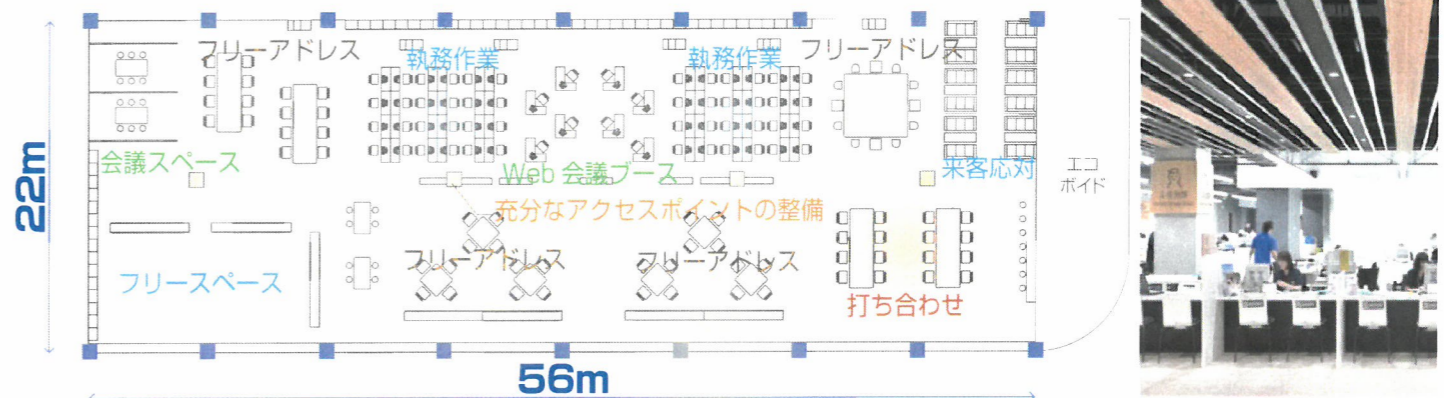 フリーアドレス
執務作業
執務作業
フリーアドレス
会議スペース
Web 会議ブース
来客応対
エコ
ボイド
22m
充分なアクセスポイントの整備
フリーアドレス
フリーアドレス
フリースペース
打ち合わせ
56m